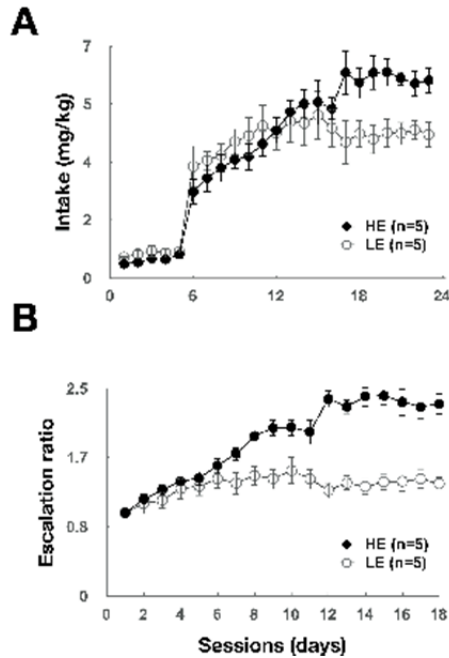 A
7
5
4
2
0
Intake (mg/kg)
HE (n=5)
LE (n=5)
0 6 12 18 24
B
2.5
1.7
0.8
0
Escalation ratio
HE (n=5)
LE (n=5)
0 2 4 6 8 10 12 14 16 18
Sessions (days)